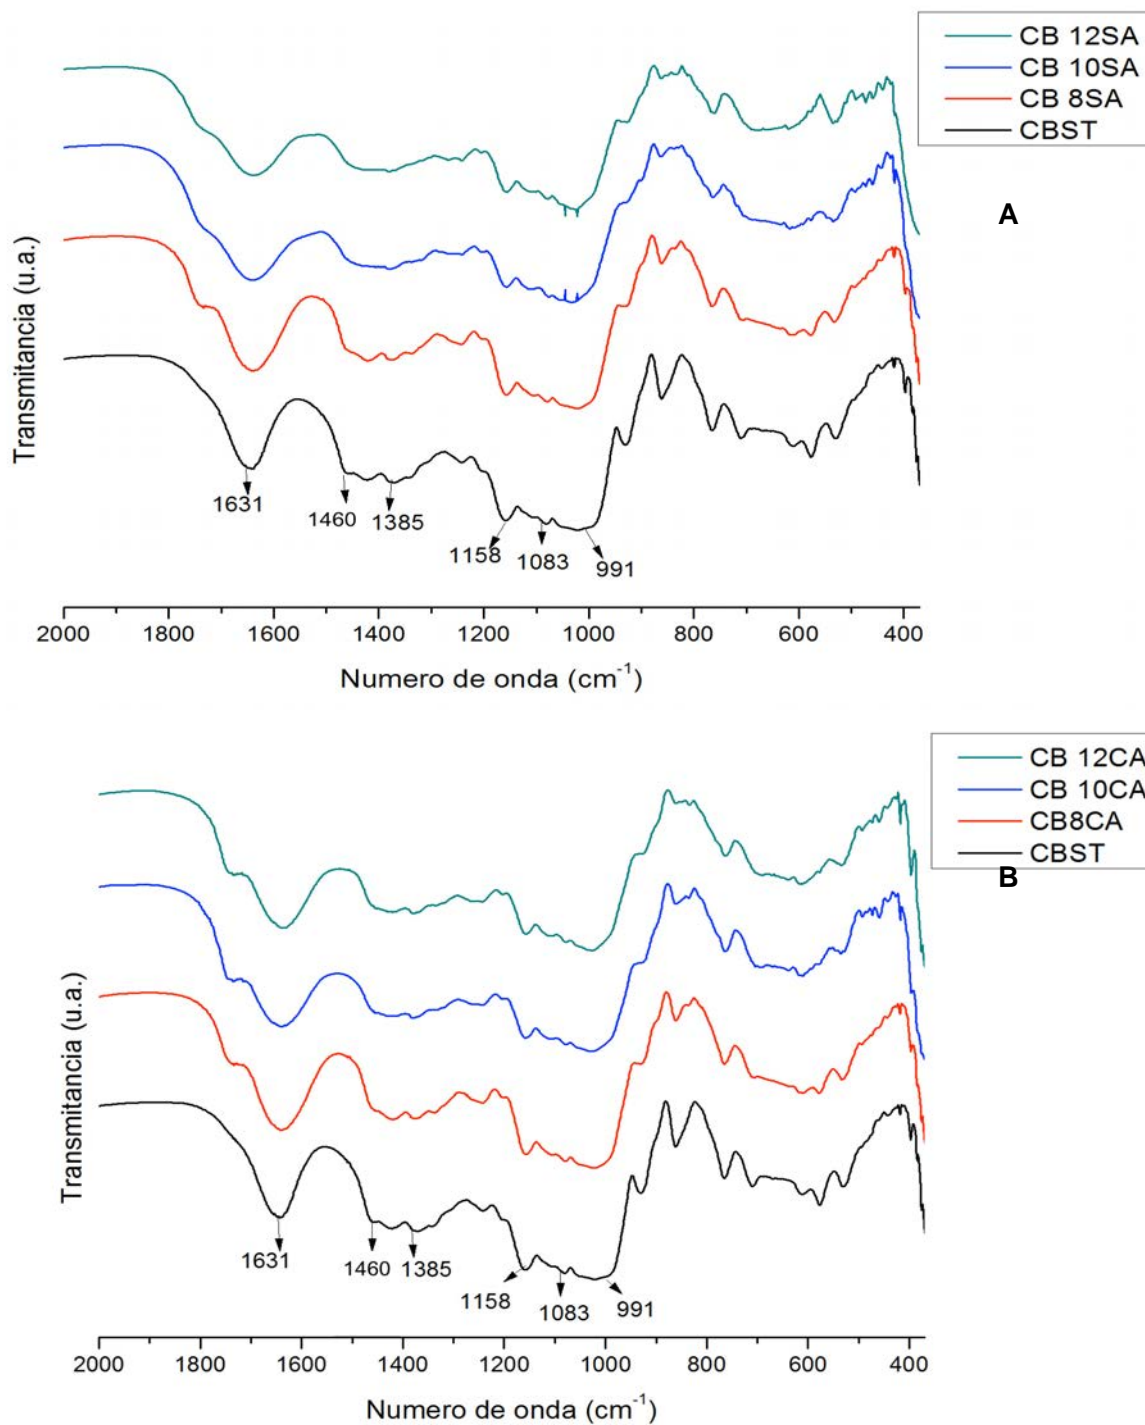 CB 12SA
CB 10SA
CB 8SA
CBST
A
Transmitancia (u.a.)
1631
1460
1385
1158
1083
991
2000 1800 1600 1400 1200 1000 800 600 400
Numero de onda (cm⁻¹)
CB 12CA
CB 10CA
CB8CA
CBST
B
Transmitancia (u.a.)
1631
1460
1385
1158
1083
991
2000 1800 1600 1400 1200 1000 800 600 400
Numero de onda (cm⁻¹)